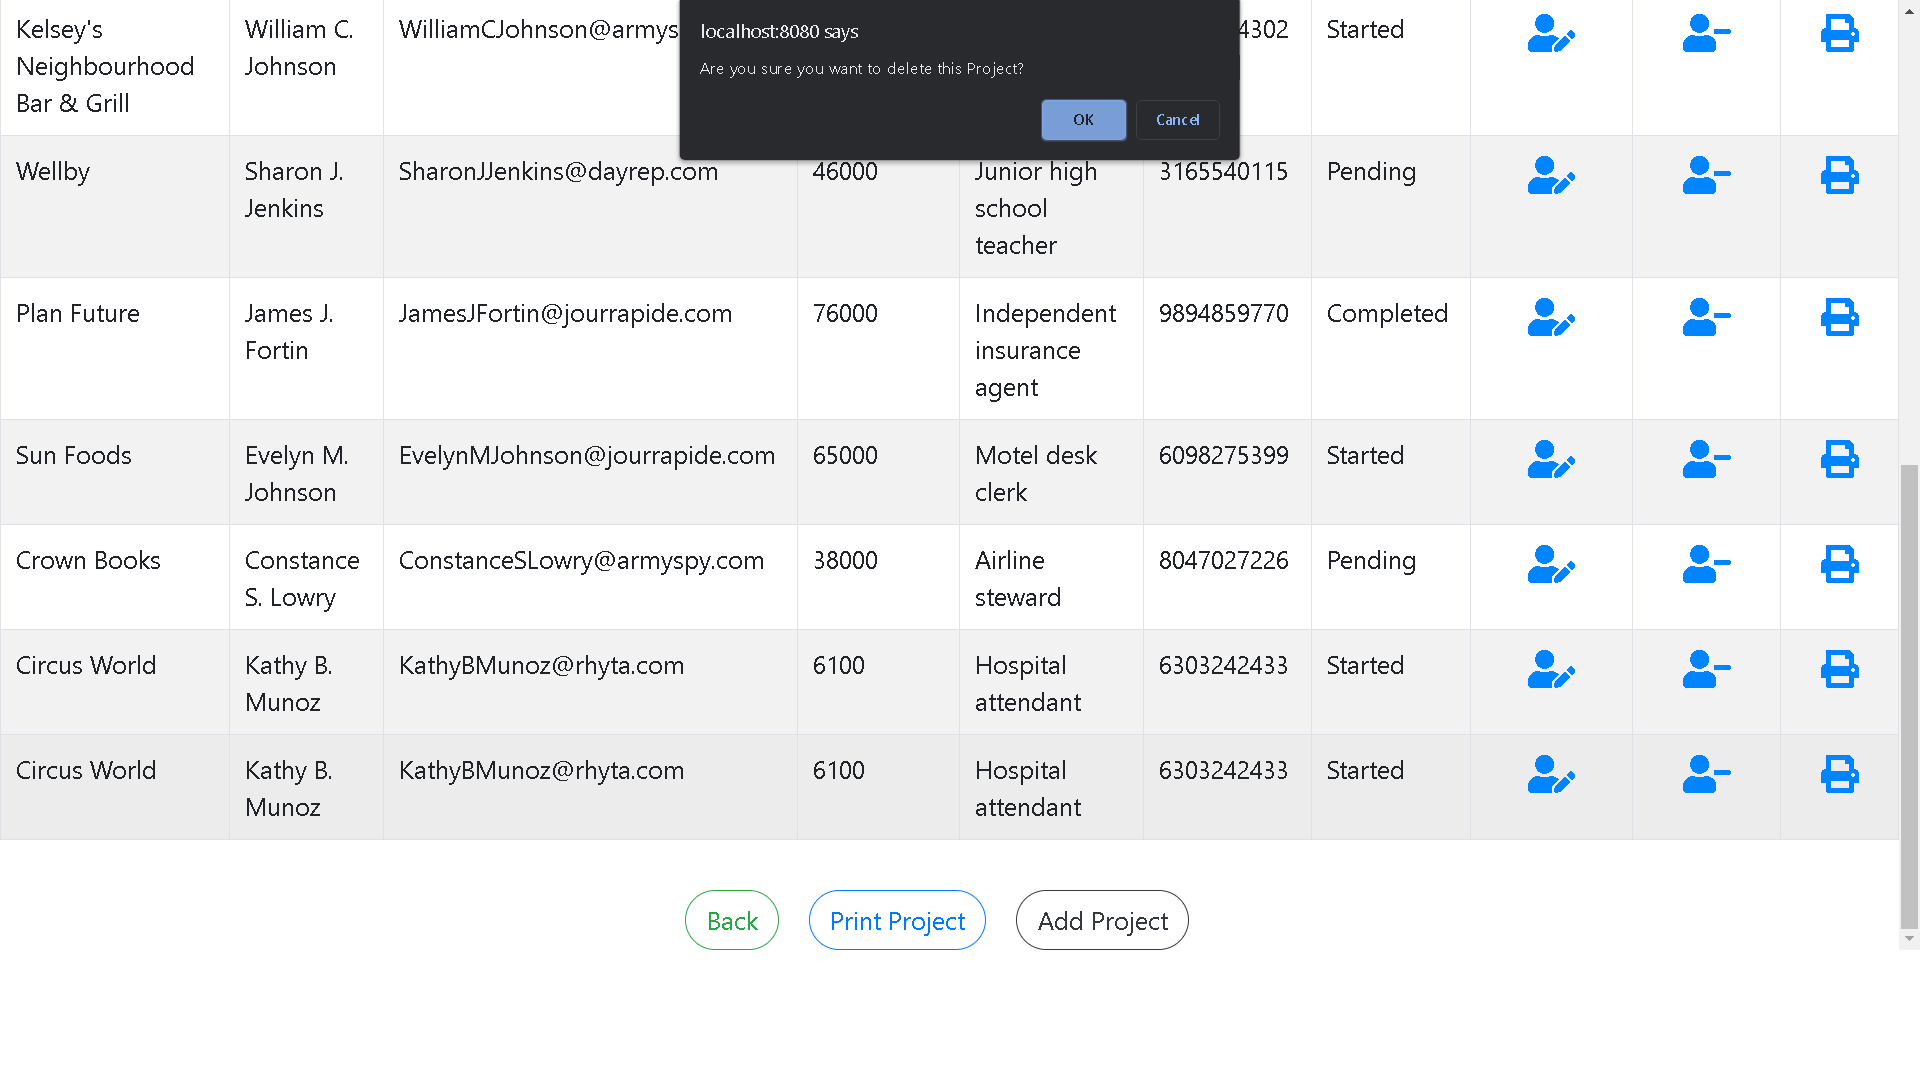 localhost:8080 says
Are you sure you want to delete this Project?
OK Cancel
Kelsey's William C. WilliamCJohnson@armys 4302 Started
Neighbourhood Johnson
Bar & Grill
Wellby Sharon J. SharonJJenkins@dayrep.com 46000 Junior high 3165540115 Pending
Jenkins school
teacher
Plan Future James J. JamesJFortin@jourrapide.com 76000 Independent 9894859770 Completed
Fortin insurance
agent
Sun Foods Evelyn M. EvelynMJohnson@jourrapide.com 65000 Motel desk 6098275399 Started
Johnson clerk
Crown Books Constance ConstanceSLowry@armyspy.com 38000 Airline 8047027226 Pending
S. Lowry steward
Circus World Kathy B. KathyBMunoz@rhyta.com 6100 Hospital 6303242433 Started
Munoz attendant
Circus World Kathy B. KathyBMunoz@rhyta.com 6100 Hospital 6303242433 Started
Munoz attendant
Back Print Project Add Project